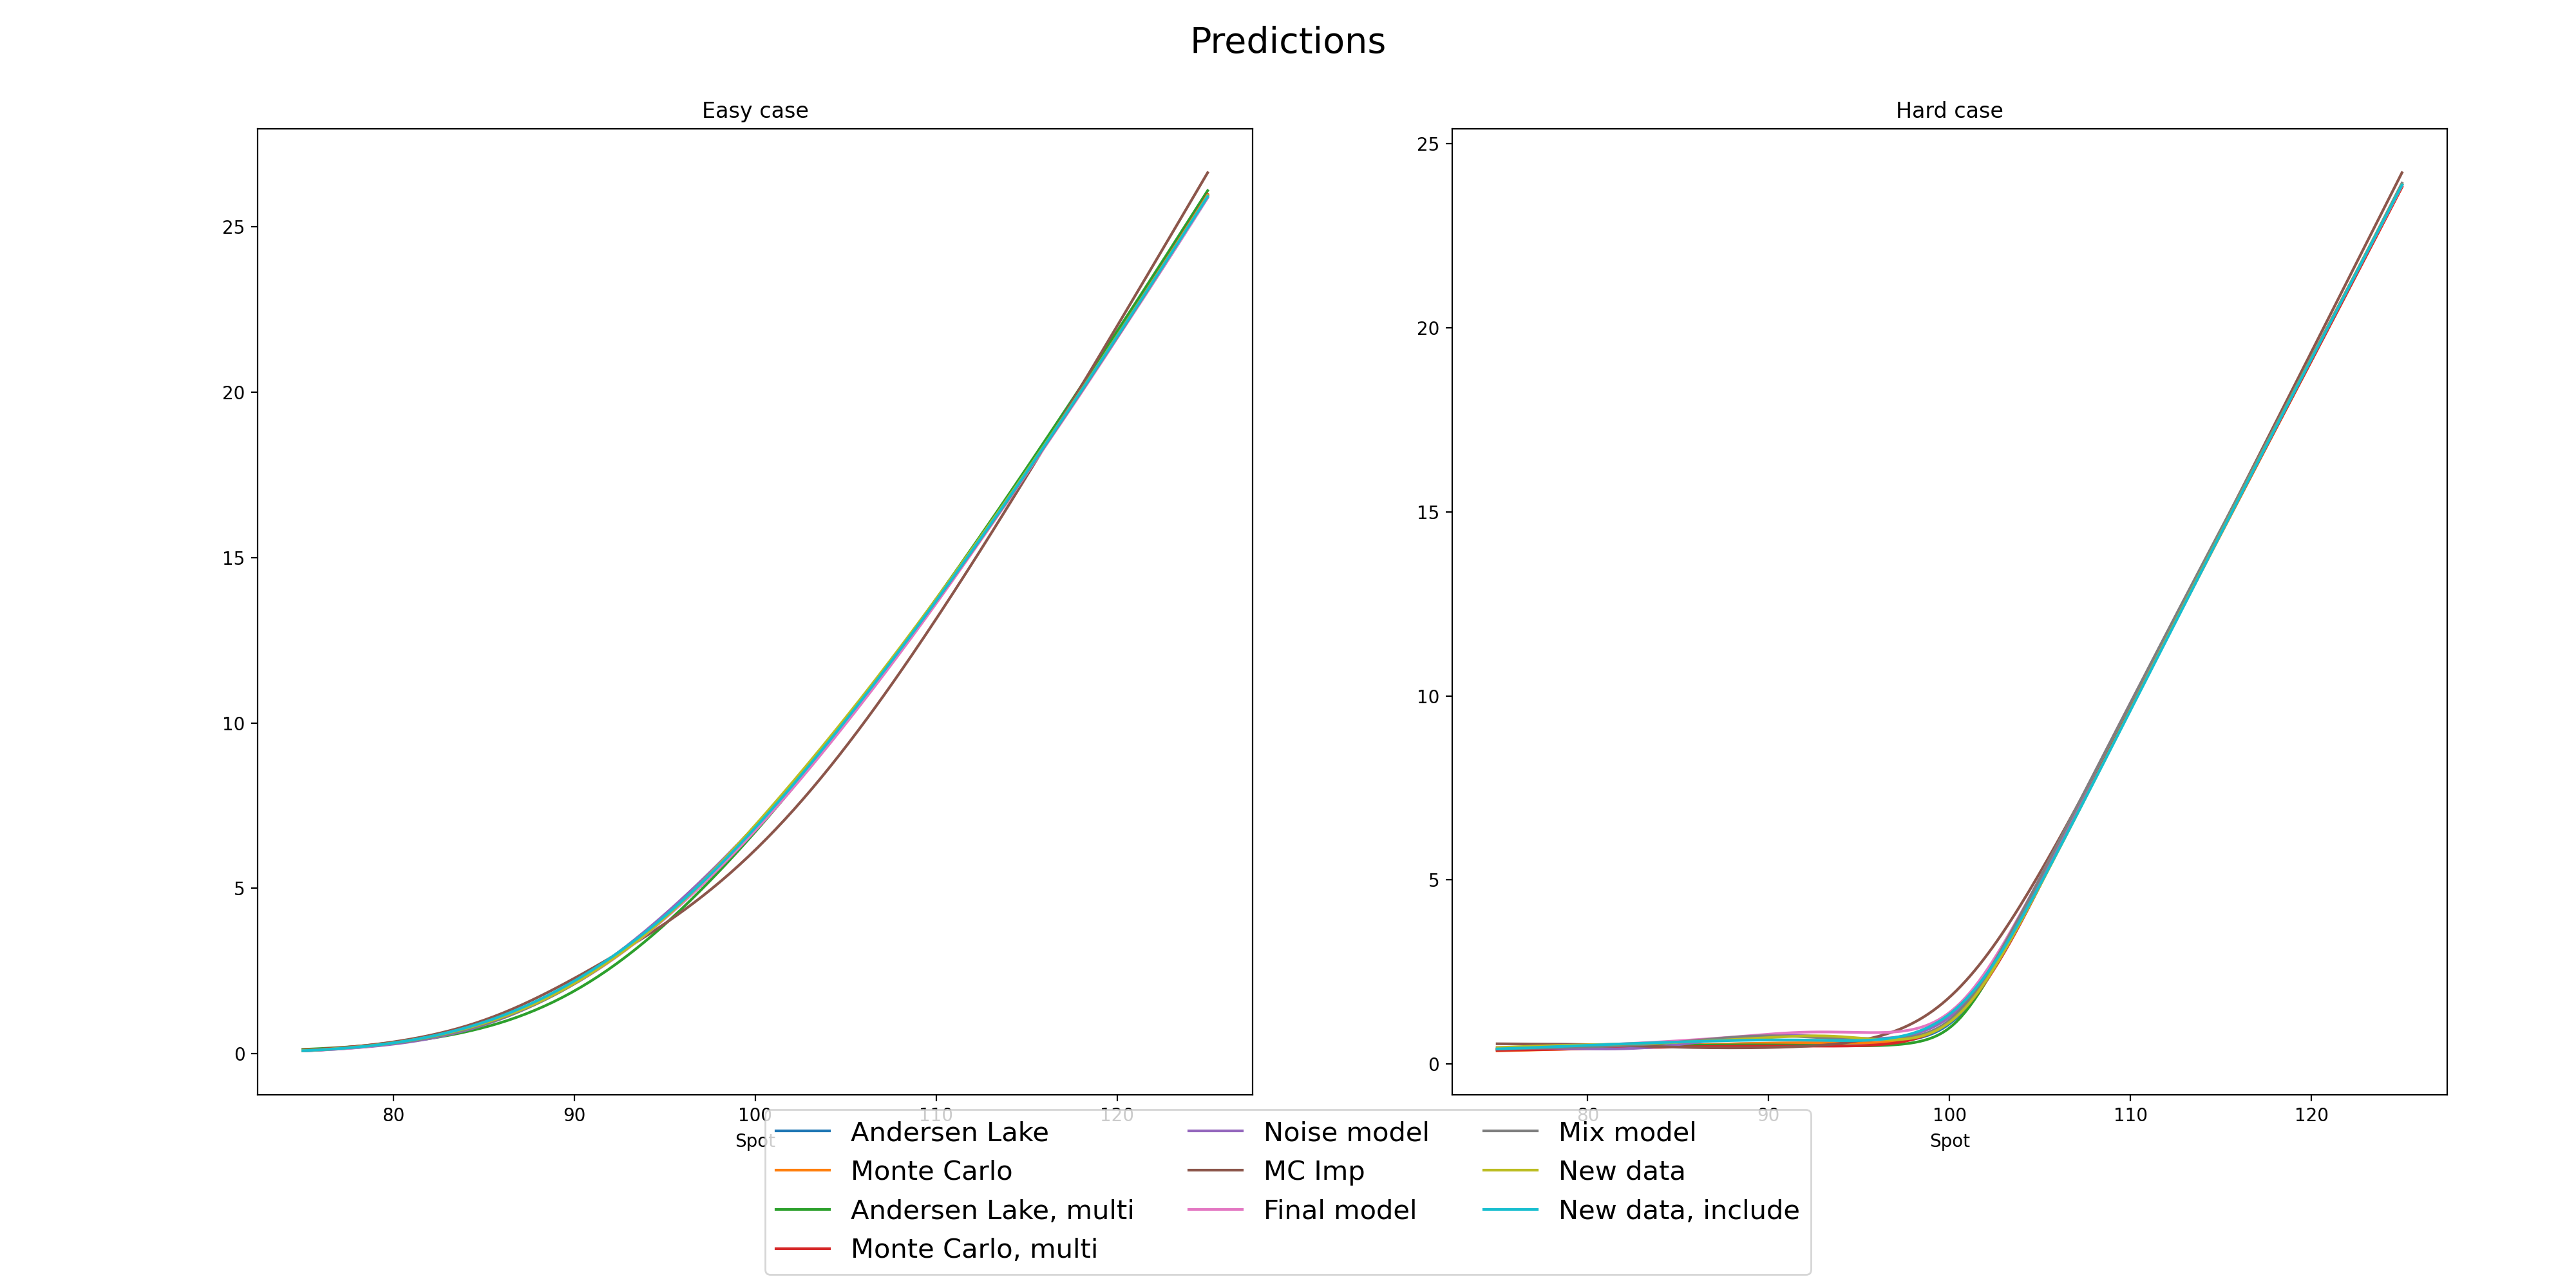 Predictions
Easy case
25
20
15
10
5
0
80 90 100 110 120
Spot
Hard case
25
20
15
10
5
0
80 90 100 110 120
Spot
Andersen Lake
Monte Carlo
Andersen Lake, multi
Monte Carlo, multi
Noise model
MC Imp
Final model
Mix model
New data
New data, include